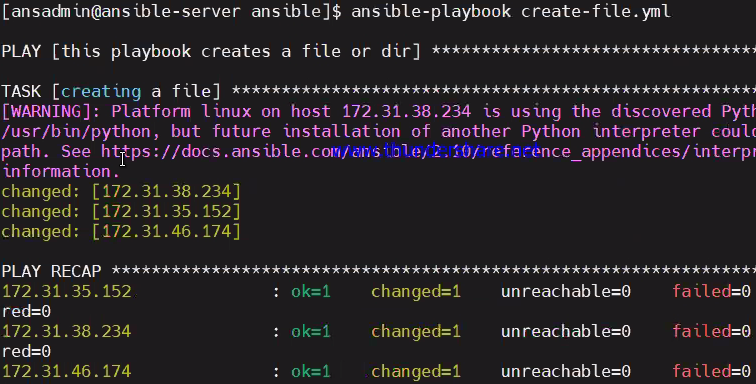 [ansadmin@ansible-server ansible]$ ansible-playbook create-file.yml
PLAY [this playbook creates a file or dir] ****************************************
TASK [creating a file] ************************************************************
[WARNING]: Platform linux on host 172.31.38.234 is using the discovered Pyth
/usr/bin/python, but future installation of another Python interpreter coul
path. See https://docs.ansible.com/ansible/2.10/reference_appendices/interp
information.
www.thundershare.net
changed: [172.31.38.234]
changed: [172.31.35.152]
changed: [172.31.46.174]
PLAY RECAP ************************************************************************
172.31.35.152 : ok=1 changed=1 unreachable=0 failed=0
red=0
172.31.38.234 : ok=1 changed=1 unreachable=0 failed=0
red=0
172.31.46.174 : ok=1 changed=1 unreachable=0 failed=0